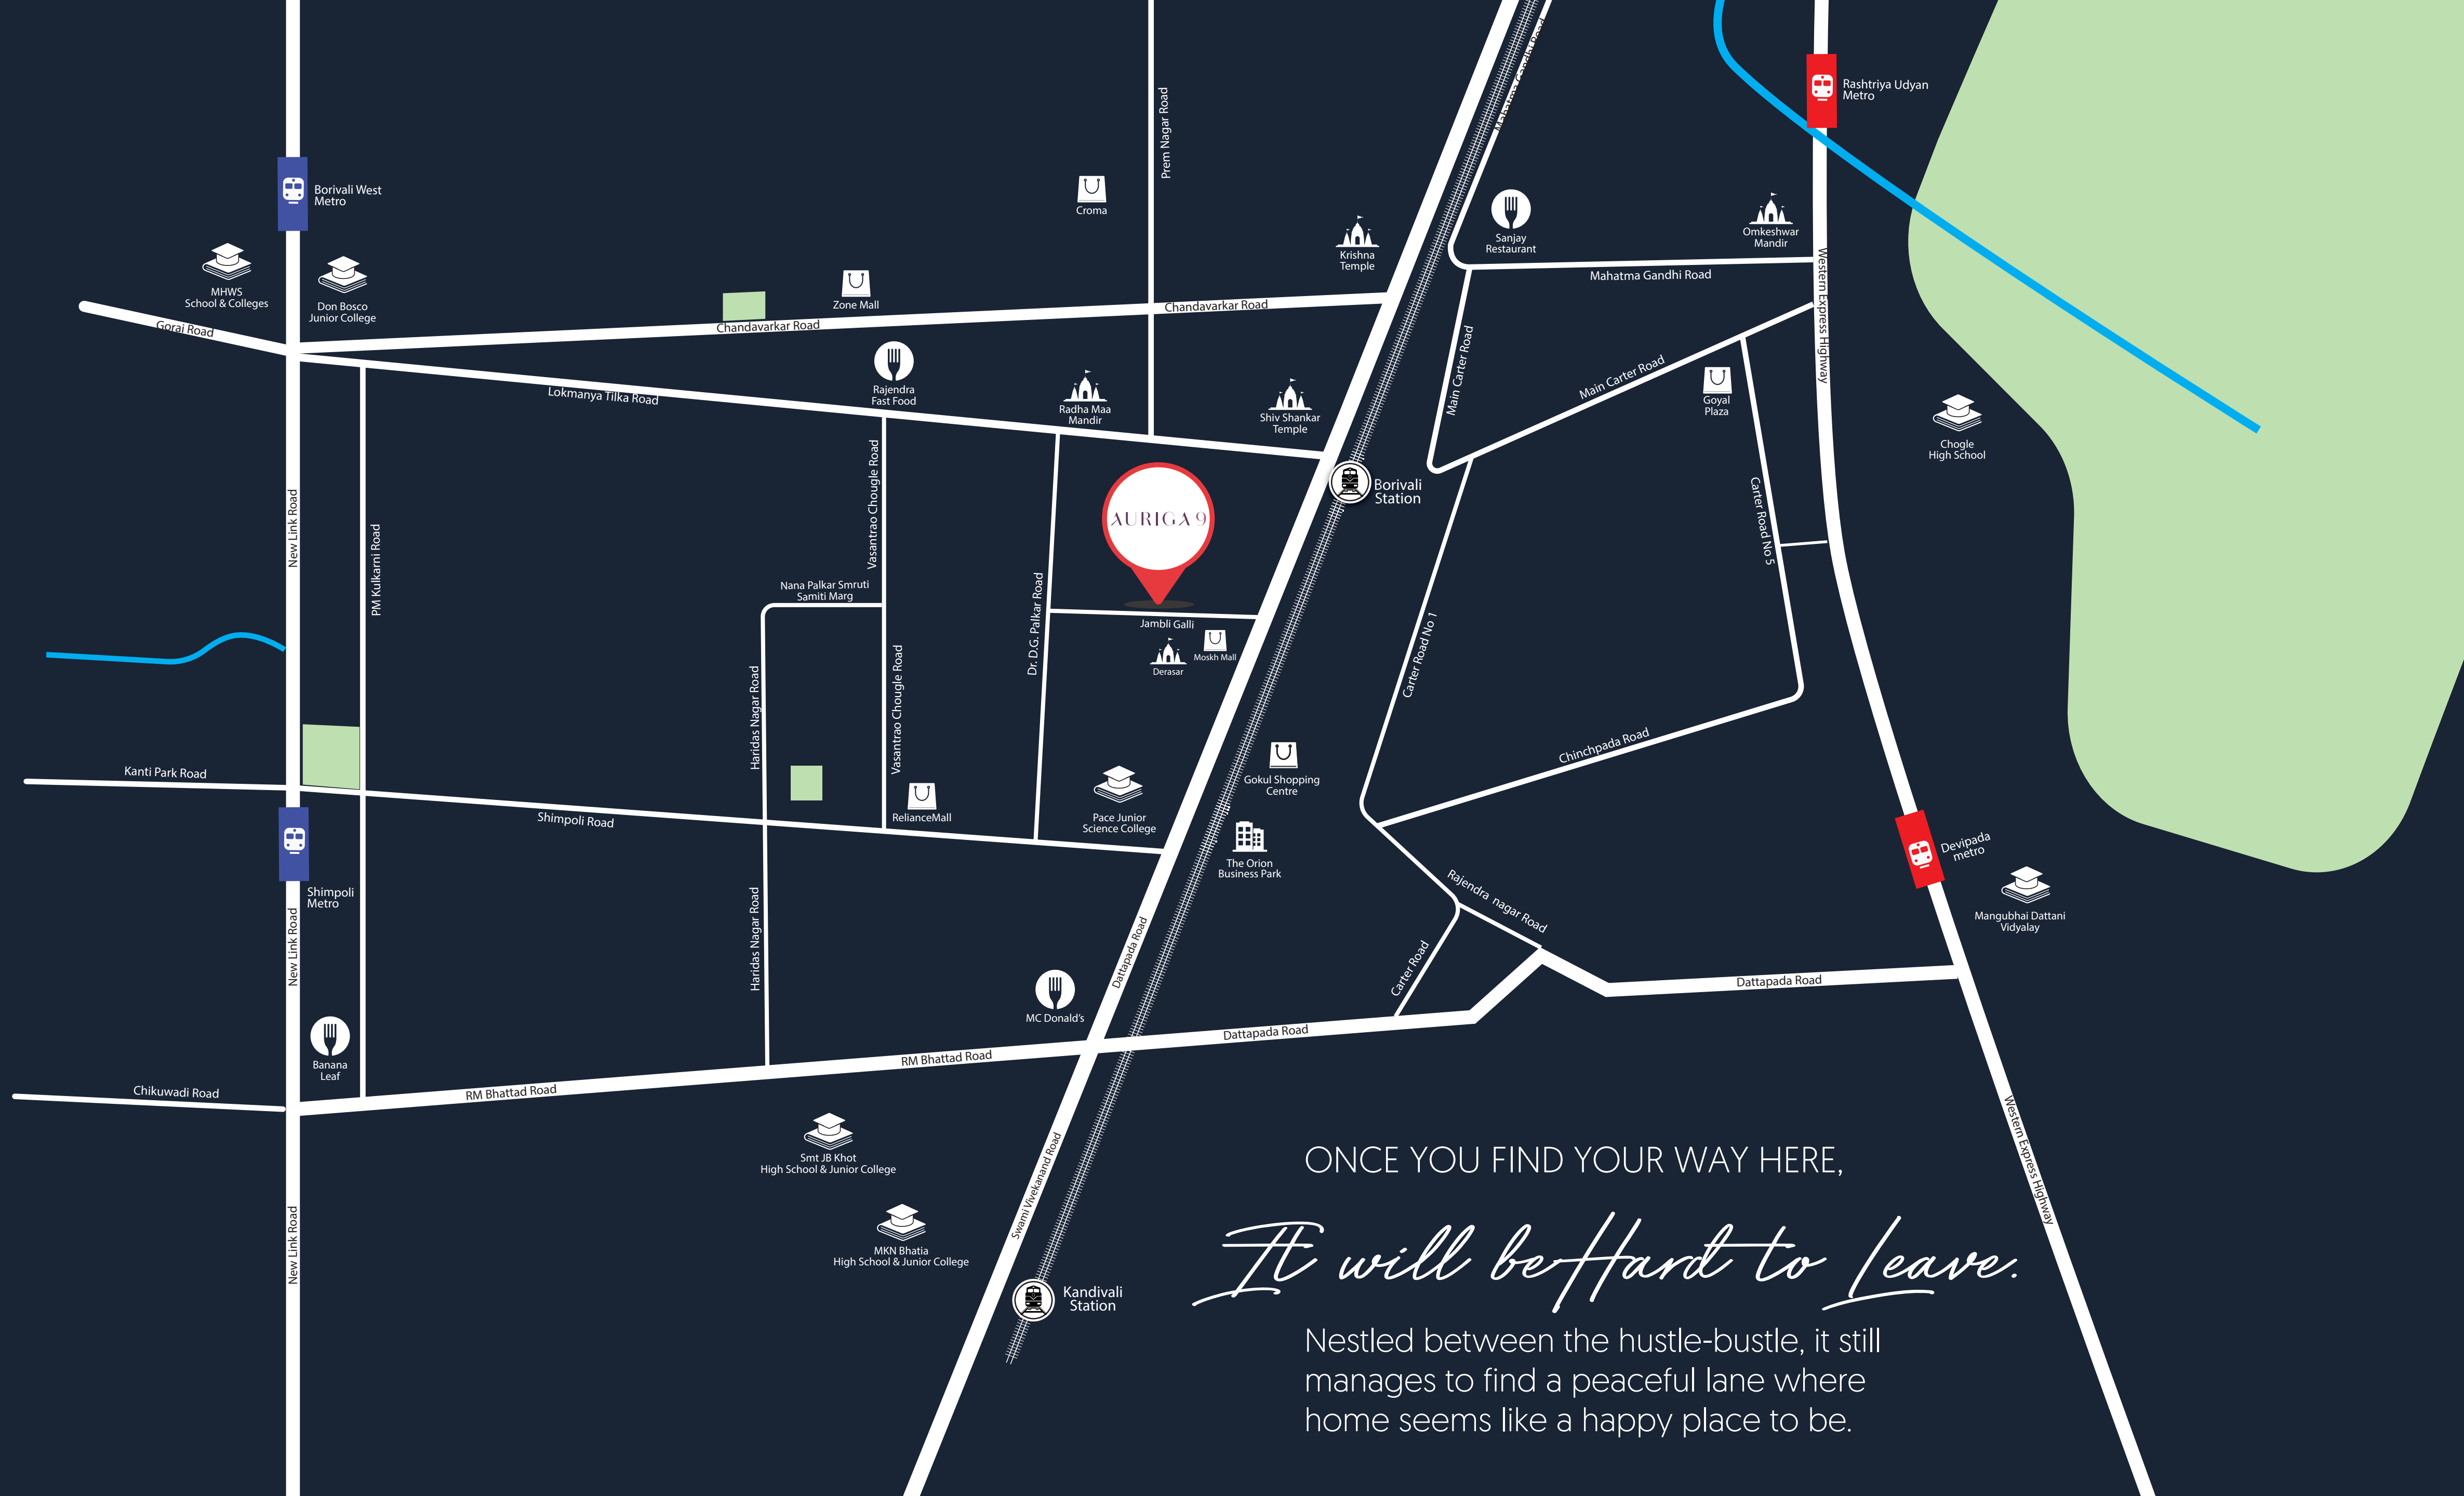 Mahatma Gandhi Road
Rashtriya Udyan
Metro
Prem Nagar Road
Borivali West
Metro
Croma
Krishna
Temple
Sanjay
Restaurant
Omkeshwar
Mandir
MHWS
School & Colleges
Don Bosco
Junior College
Zone Mall
Mahatma Gandhi Road
Western Express Highway
Gorai Road
Chandavarkar Road
Chandavarkar Road
Rajendra
Fast Food
Lokmanya Tilka Road
Radha Maa
Mandir
Shiv Shankar
Temple
Main Carter Road
Main Carter Road
Goyal
Plaza
Chogle
High School
New Link Road
PM Kulkarni Road
Vasantrao Chougle Road
AURIGA 9
Borivali
Station
Carter Road No 5
Nana Palkar Smruti
Samiti Marg
Dr. D.G. Palkar Road
Jambli Galli
Derasar
Moskh Mall
Carter Road No 1
Haridas Nagar Road
Vasantrao Chougle Road
Chinchpada Road
Kanti Park Road
Shimpoli Road
RelianceMall
Pace Junior
Science College
Gokul Shopping
Centre
The Orion
Business Park
Devipada
metro
Shimpoli
Metro
Mangubhai Dattani
Vidyalay
New Link Road
Haridas Nagar Road
Dattapada Road
Rajendra nagar Road
Carter Road
Dattapada Road
MC Donald's
Dattapada Road
Banana
Leaf
RM Bhattad Road
RM Bhattad Road
Chikuwadi Road
Smt JB Khot
High School & Junior College
Swami Vivekanand Road
Western Express Highway
New Link Road
MKN Bhatia
High School & Junior College
Kandivali
Station
ONCE YOU FIND YOUR WAY HERE,
It will be Hard to Leave.
Nestled between the hustle-bustle, it still
manages to find a peaceful lane where
home seems like a happy place to be.